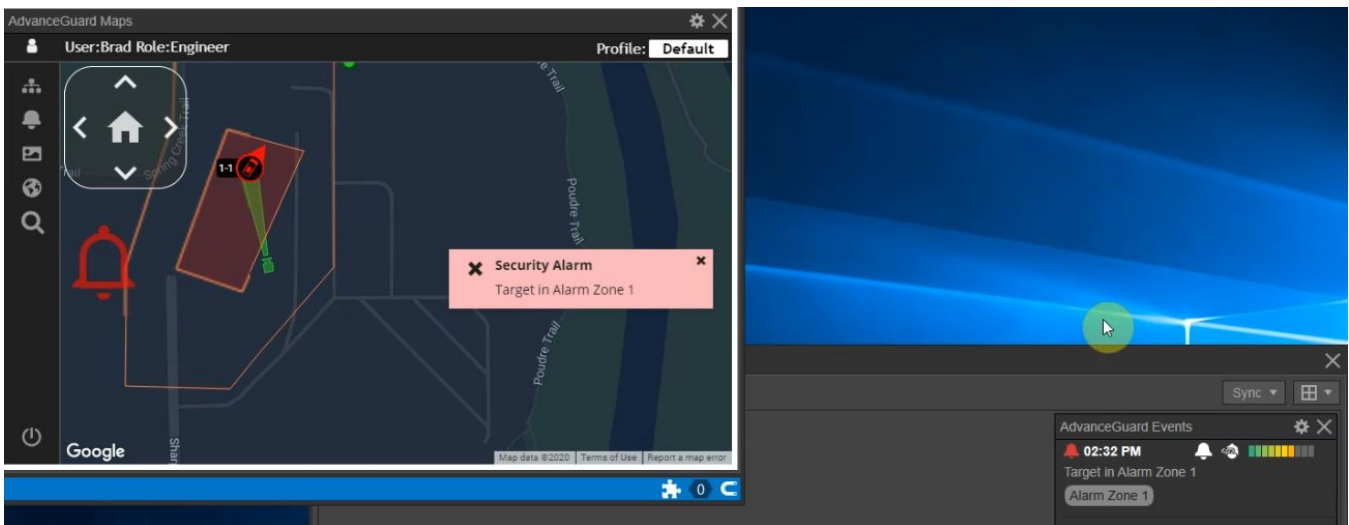 AdvanceGuard Maps
User:Brad Role:Engineer
Profile: Default
e Trail
Spring Creek Trail
rail
1-1
Poudre Trail
Security Alarm
Target in Alarm Zone 1
Poudre Trail
Shar
Google
Map data ©2020 Terms of Use Report a map error
0
Sync
AdvanceGuard Events
02:32 PM
Target in Alarm Zone 1
Alarm Zone 1